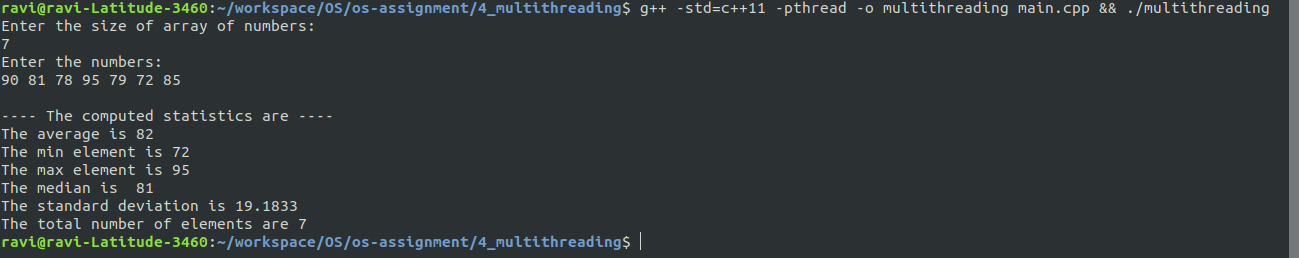 ravi@ravi-Latitude-3460:~/workspace/OS/os-assignment/4_multithreading$ g++ -std=c++11 -pthread -o multithreading main.cpp && ./multithreading
Enter the size of array of numbers:
7
Enter the numbers:
90 81 78 95 79 72 85

---- The computed statistics are ----
The average is 82
The min element is 72
The max element is 95
The median is  81
The standard deviation is 19.1833
The total number of elements are 7
ravi@ravi-Latitude-3460:~/workspace/OS/os-assignment/4_multithreading$